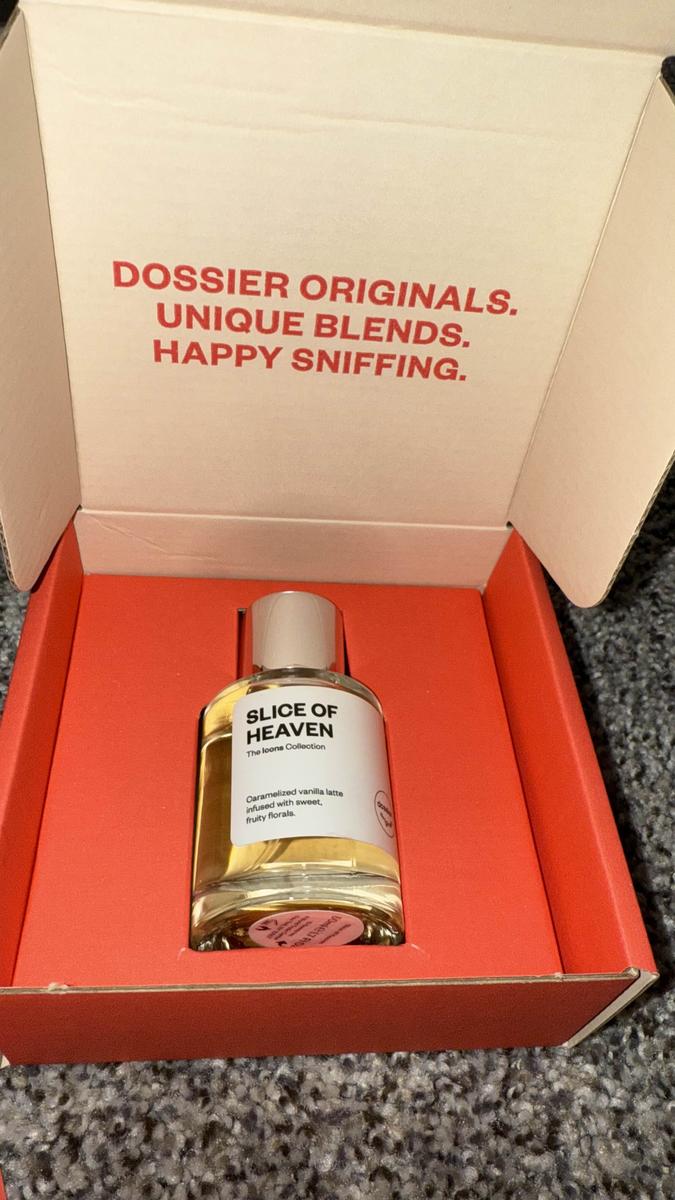 DOSSIER ORIGINALS.
UNIQUE BLENDS.
HAPPY SNIFFING.
SLICE OF
HEAVEN
The Icons Collection
Caramelized vanilla latte
infused with sweet,
fruity florals.